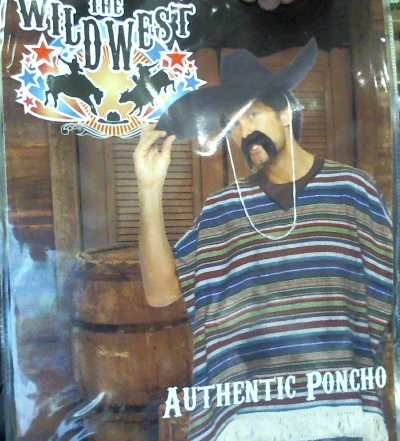 THE
WILD WEST
AUTHENTIC PONCHO